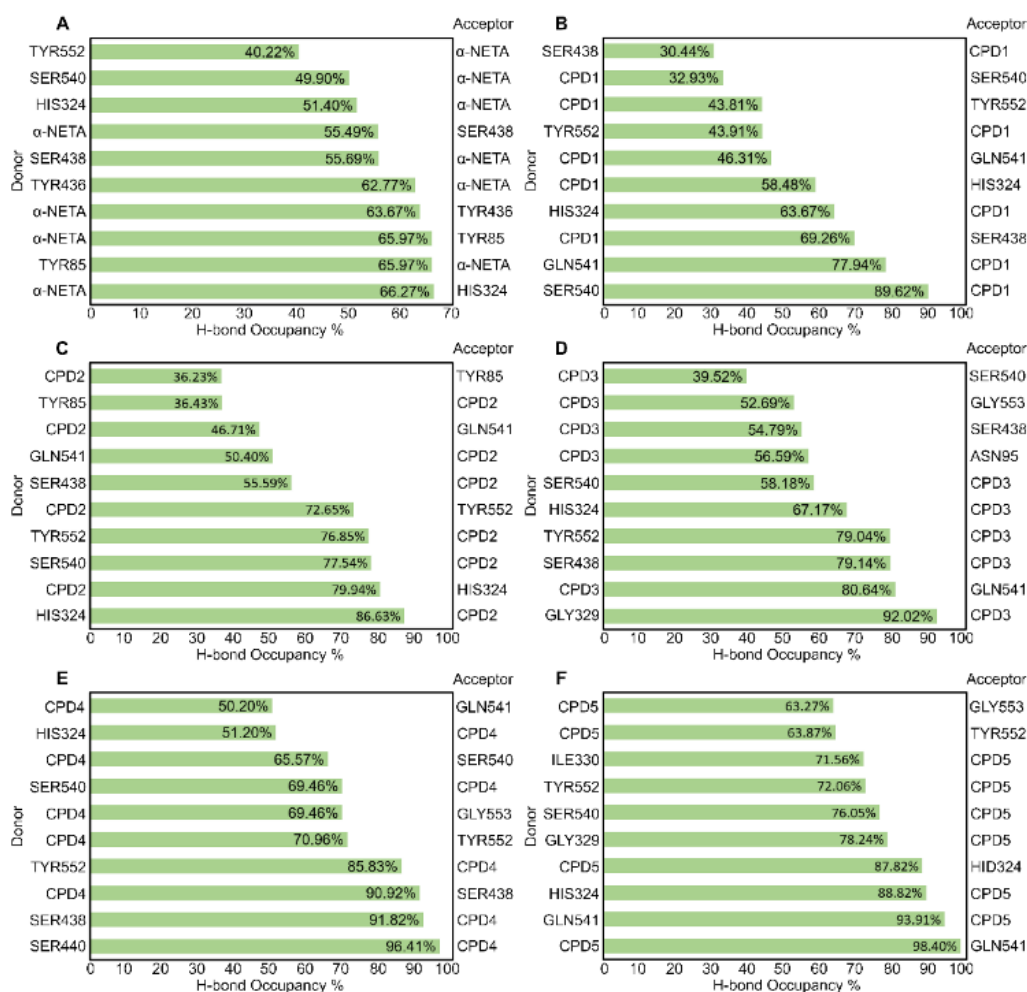 A
Acceptor
TYR552 40.22% α-NETA
SER540 49.90% α-NETA
HIS324 51.40% α-NETA
α-NETA 55.49% SER438
SER438 55.69% α-NETA
TYR436 62.77% α-NETA
α-NETA 63.67% TYR436
α-NETA 65.97% TYR85
TYR85 65.97% α-NETA
α-NETA 66.27% HIS324
Donor
0 10 20 30 40 50 60 70
H-bond Occupancy %
B
Acceptor
SER438 30.44% CPD1
CPD1 32.93% SER540
CPD1 43.81% TYR552
TYR552 43.91% CPD1
CPD1 46.31% GLN541
CPD1 58.48% HIS324
HIS324 63.67% CPD1
CPD1 69.26% SER438
GLN541 77.94% CPD1
SER540 89.62% CPD1
Donor
0 10 20 30 40 50 60 70 80 90 100
H-bond Occupancy %
C
Acceptor
CPD2 36.23% TYR85
TYR85 36.43% CPD2
CPD2 46.71% GLN541
GLN541 50.40% CPD2
SER438 55.59% CPD2
CPD2 72.65% TYR552
TYR552 76.85% CPD2
SER540 77.54% CPD2
CPD2 79.94% HIS324
HIS324 86.63% CPD2
Donor
0 10 20 30 40 50 60 70 80 90 100
H-bond Occupancy %
D
Acceptor
CPD3 39.52% SER540
CPD3 52.69% GLY553
CPD3 54.79% SER438
CPD3 56.59% ASN95
SER540 58.18% CPD3
HIS324 67.17% CPD3
TYR552 79.04% CPD3
SER438 79.14% CPD3
CPD3 80.64% GLN541
GLY329 92.02% CPD3
Donor
0 10 20 30 40 50 60 70 80 90 100
H-bond Occupancy %
E
Acceptor
CPD4 50.20% GLN541
HIS324 51.20% CPD4
CPD4 65.57% SER540
SER540 69.46% CPD4
CPD4 69.46% GLY553
CPD4 70.96% TYR552
TYR552 85.83% CPD4
CPD4 90.92% SER438
SER438 91.82% CPD4
SER440 96.41% CPD4
Donor
0 10 20 30 40 50 60 70 80 90 100
H-bond Occupancy %
F
Acceptor
CPD5 63.27% GLY553
CPD5 63.87% TYR552
ILE330 71.56% CPD5
TYR552 72.06% CPD5
SER540 76.05% CPD5
GLY329 78.24% CPD5
CPD5 87.82% HID324
HIS324 88.82% CPD5
GLN541 93.91% CPD5
CPD5 98.40% GLN541
Donor
0 10 20 30 40 50 60 70 80 90 100
H-bond Occupancy %